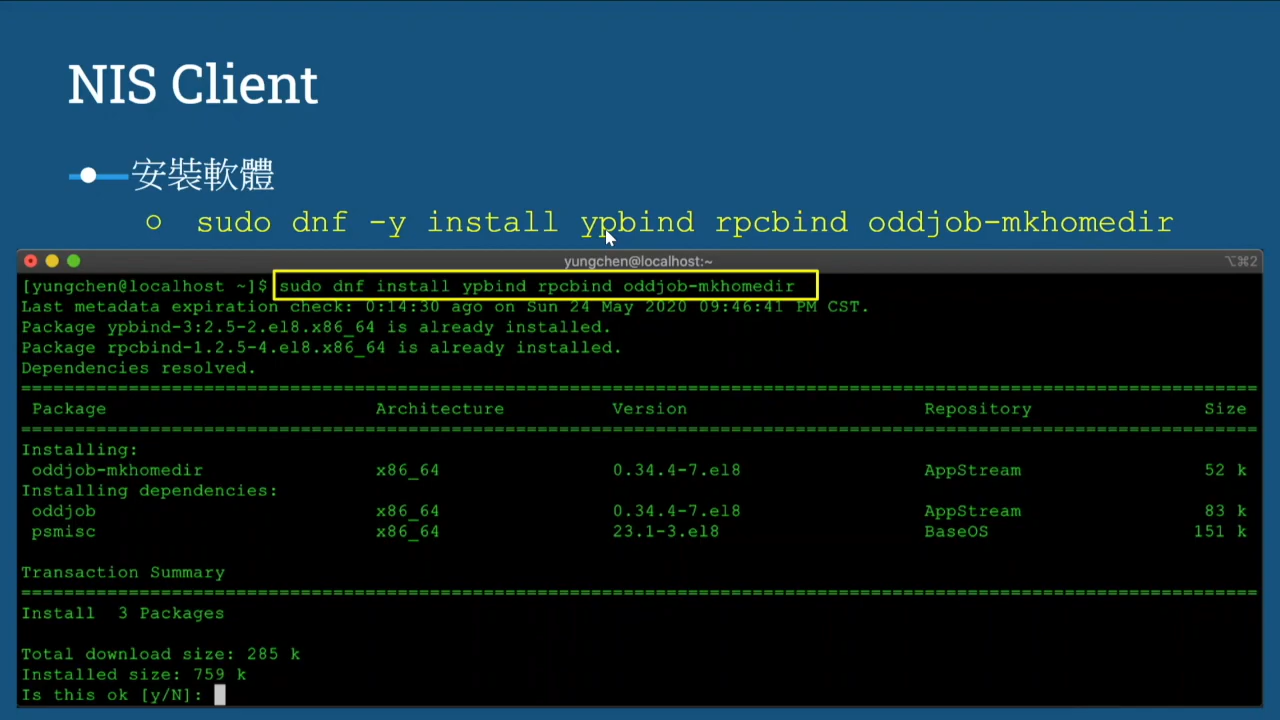 NIS Client
安裝軟體
sudo dnf -y install ypbind rpcbind oddjob-mkhomedir
yungchen@localhost:~
⌥⌘2
[yungchen@localhost ~]$ sudo dnf install ypbind rpcbind oddjob-mkhomedir
Last metadata expiration check: 0:14:30 ago on Sun 24 May 2020 09:46:41 PM CST.
Package ypbind-3:2.5-2.el8.x86_64 is already installed.
Package rpcbind-1.2.5-4.el8.x86_64 is already installed.
Dependencies resolved.
Package Architecture Version Repository Size
Installing:
oddjob-mkhomedir x86_64 0.34.4-7.el8 AppStream 52 k
Installing dependencies:
oddjob x86_64 0.34.4-7.el8 AppStream 83 k
psmisc x86_64 23.1-3.el8 BaseOS 151 k
Transaction Summary
Install 3 Packages
Total download size: 285 k
Installed size: 759 k
Is this ok [y/N]: